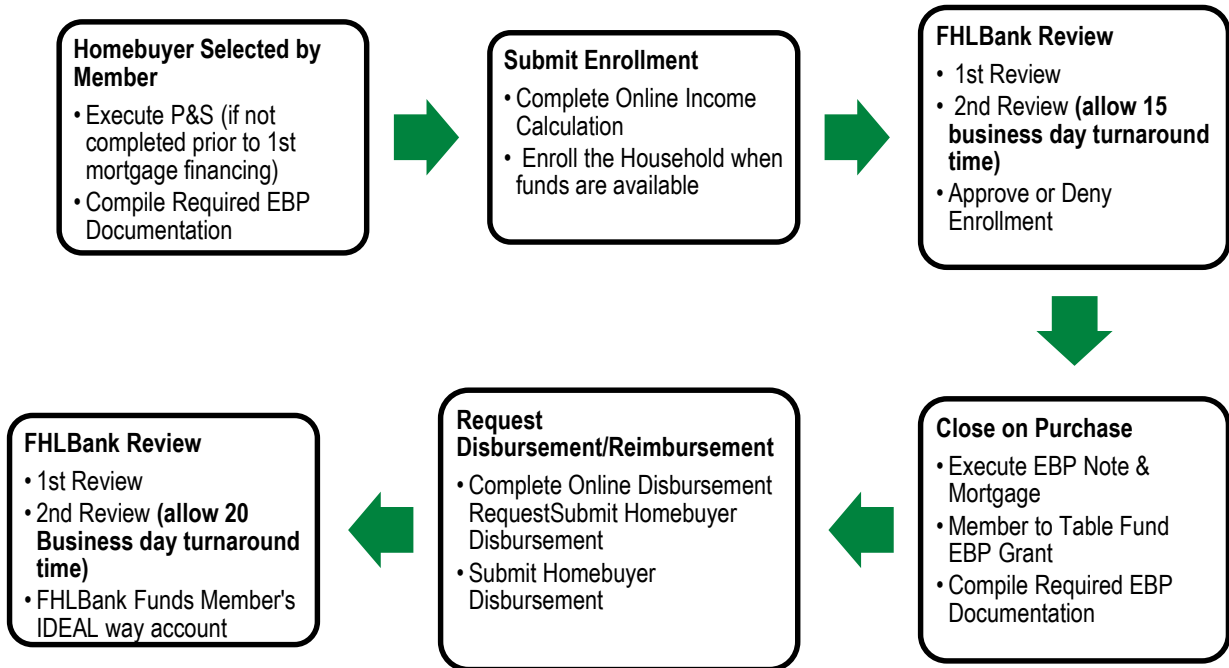 Homebuyer Selected by
Member
• Execute P&S (if not
completed prior to 1st
mortgage financing)
• Compile Required EBP
Documentation
Submit Enrollment
• Complete Online Income
Calculation
• Enroll the Household when
funds are available
FHLBank Review
• 1st Review
• 2nd Review (allow 15
business day turnaround
time)
• Approve or Deny
Enrollment
Close on Purchase
• Execute EBP Note &
Mortgage
• Member to Table Fund
EBP Grant
• Compile Required EBP
Documentation
Request
Disbursement/Reimbursement
• Complete Online Disbursement
RequestSubmit Homebuyer
Disbursement
• Submit Homebuyer
Disbursement
FHLBank Review
• 1st Review
• 2nd Review (allow 20
Business day turnaround
time)
• FHLBank Funds Member's
IDEAL way account